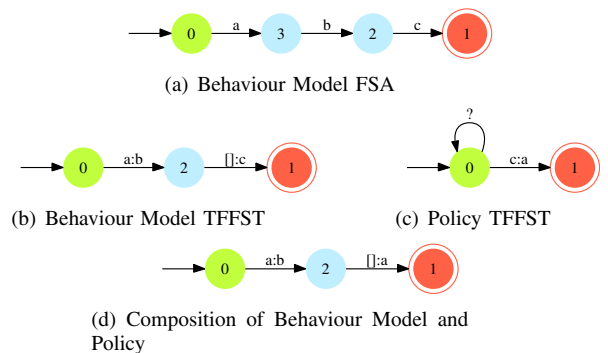 0 a 3 b 2 c 1
(a) Behaviour Model FSA
0 a:b 2 []:c 1
(b) Behaviour Model TFFST
? 0 c:a 1
(c) Policy TFFST
0 a:b 2 []:a 1
(d) Composition of Behaviour Model and
Policy